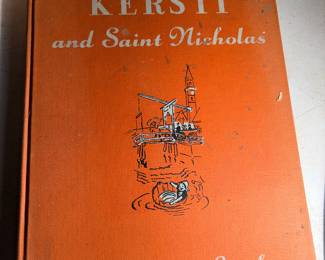 KERSTI
and Saint Nicholas